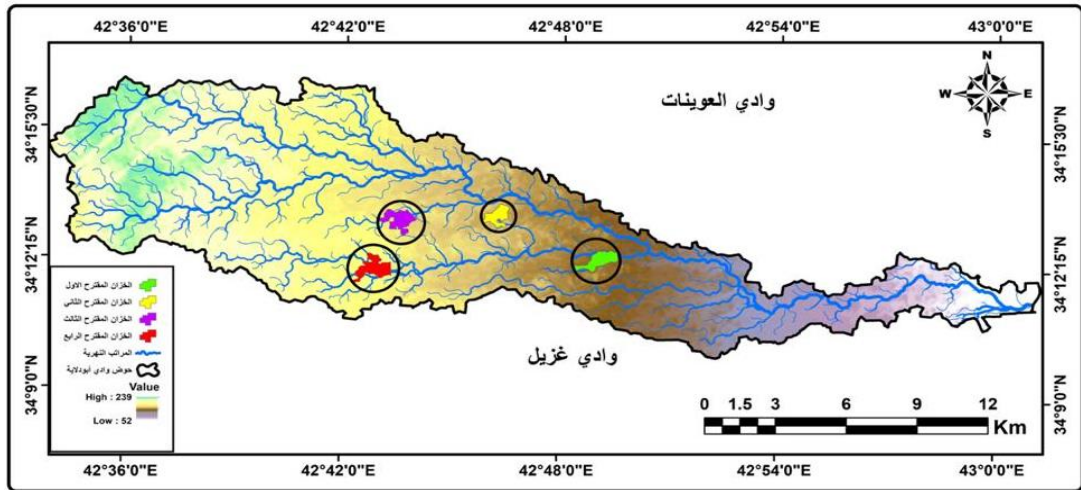 42°36'0"E 42°42'0"E 42°48'0"E 42°54'0"E 43°0'0"E
N
W E
S
وادي العوينات
34°15'30"N 34°15'30"N
34°12'15"N 34°12'15"N
34°9'0"N 34°9'0"N
الخزان المقترح الاول
الخزان المقترح الثاني
الخزان المقترح الثالث
الخزان المقترح الرابع
المراتب النهرية
حوض وادي أبودلاية
Value
High : 239
Low : 52
وادي غزيل
0 1.5 3 6 9 12
Km
42°36'0"E 42°42'0"E 42°48'0"E 42°54'0"E 43°0'0"E